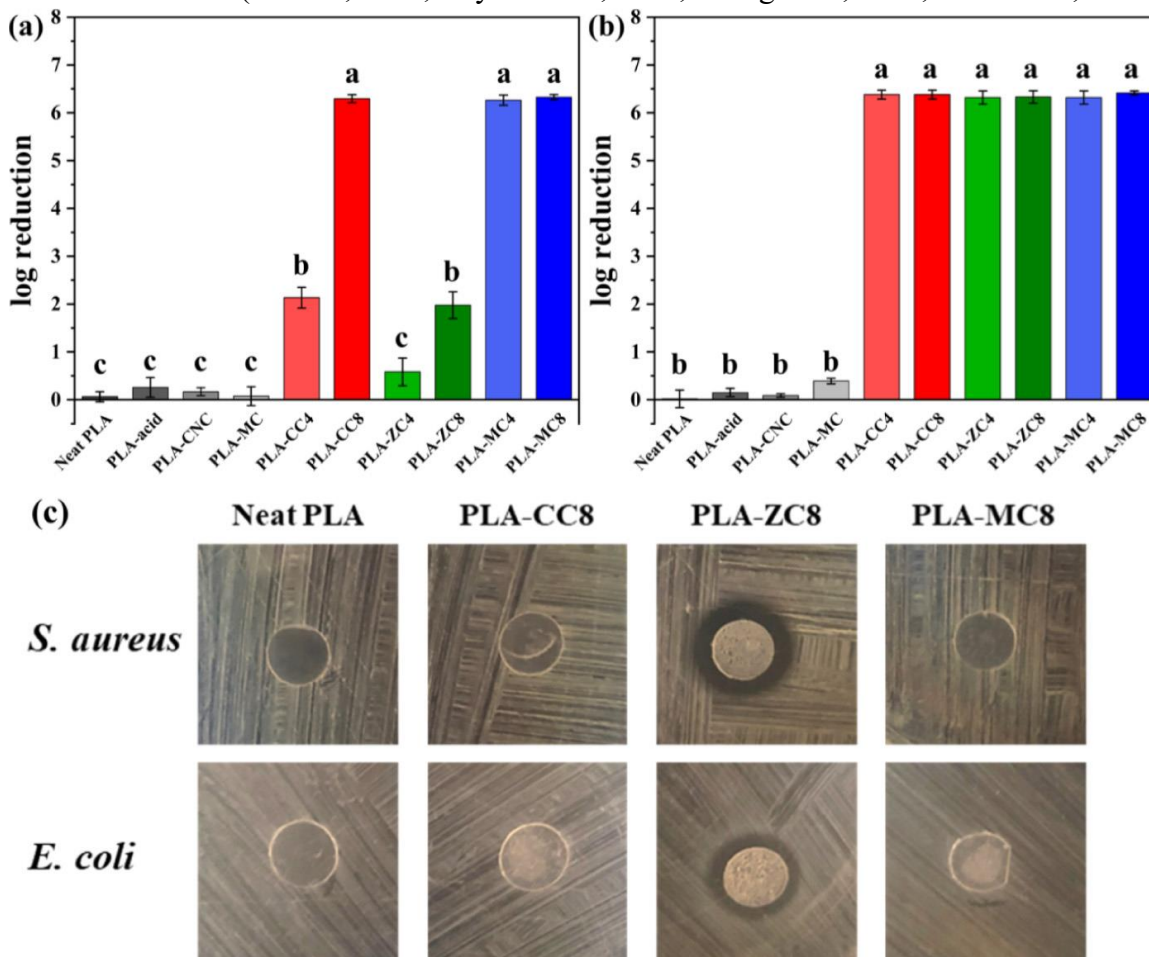 (a)
8
7
6
5
4
3
2
1
0
log reduction
c c c c b a c b a a
Neat PLA PLA-acid PLA-CNC PLA-MC PLA-CC4 PLA-CC8 PLA-ZC4 PLA-ZC8 PLA-MC4 PLA-MC8
(b)
8
7
6
5
4
3
2
1
0
log reduction
b b b b a a a a a a
Neat PLA PLA-acid PLA-CNC PLA-MC PLA-CC4 PLA-CC8 PLA-ZC4 PLA-ZC8 PLA-MC4 PLA-MC8
(c)
Neat PLA PLA-CC8 PLA-ZC8 PLA-MC8
S. aureus
E. coli